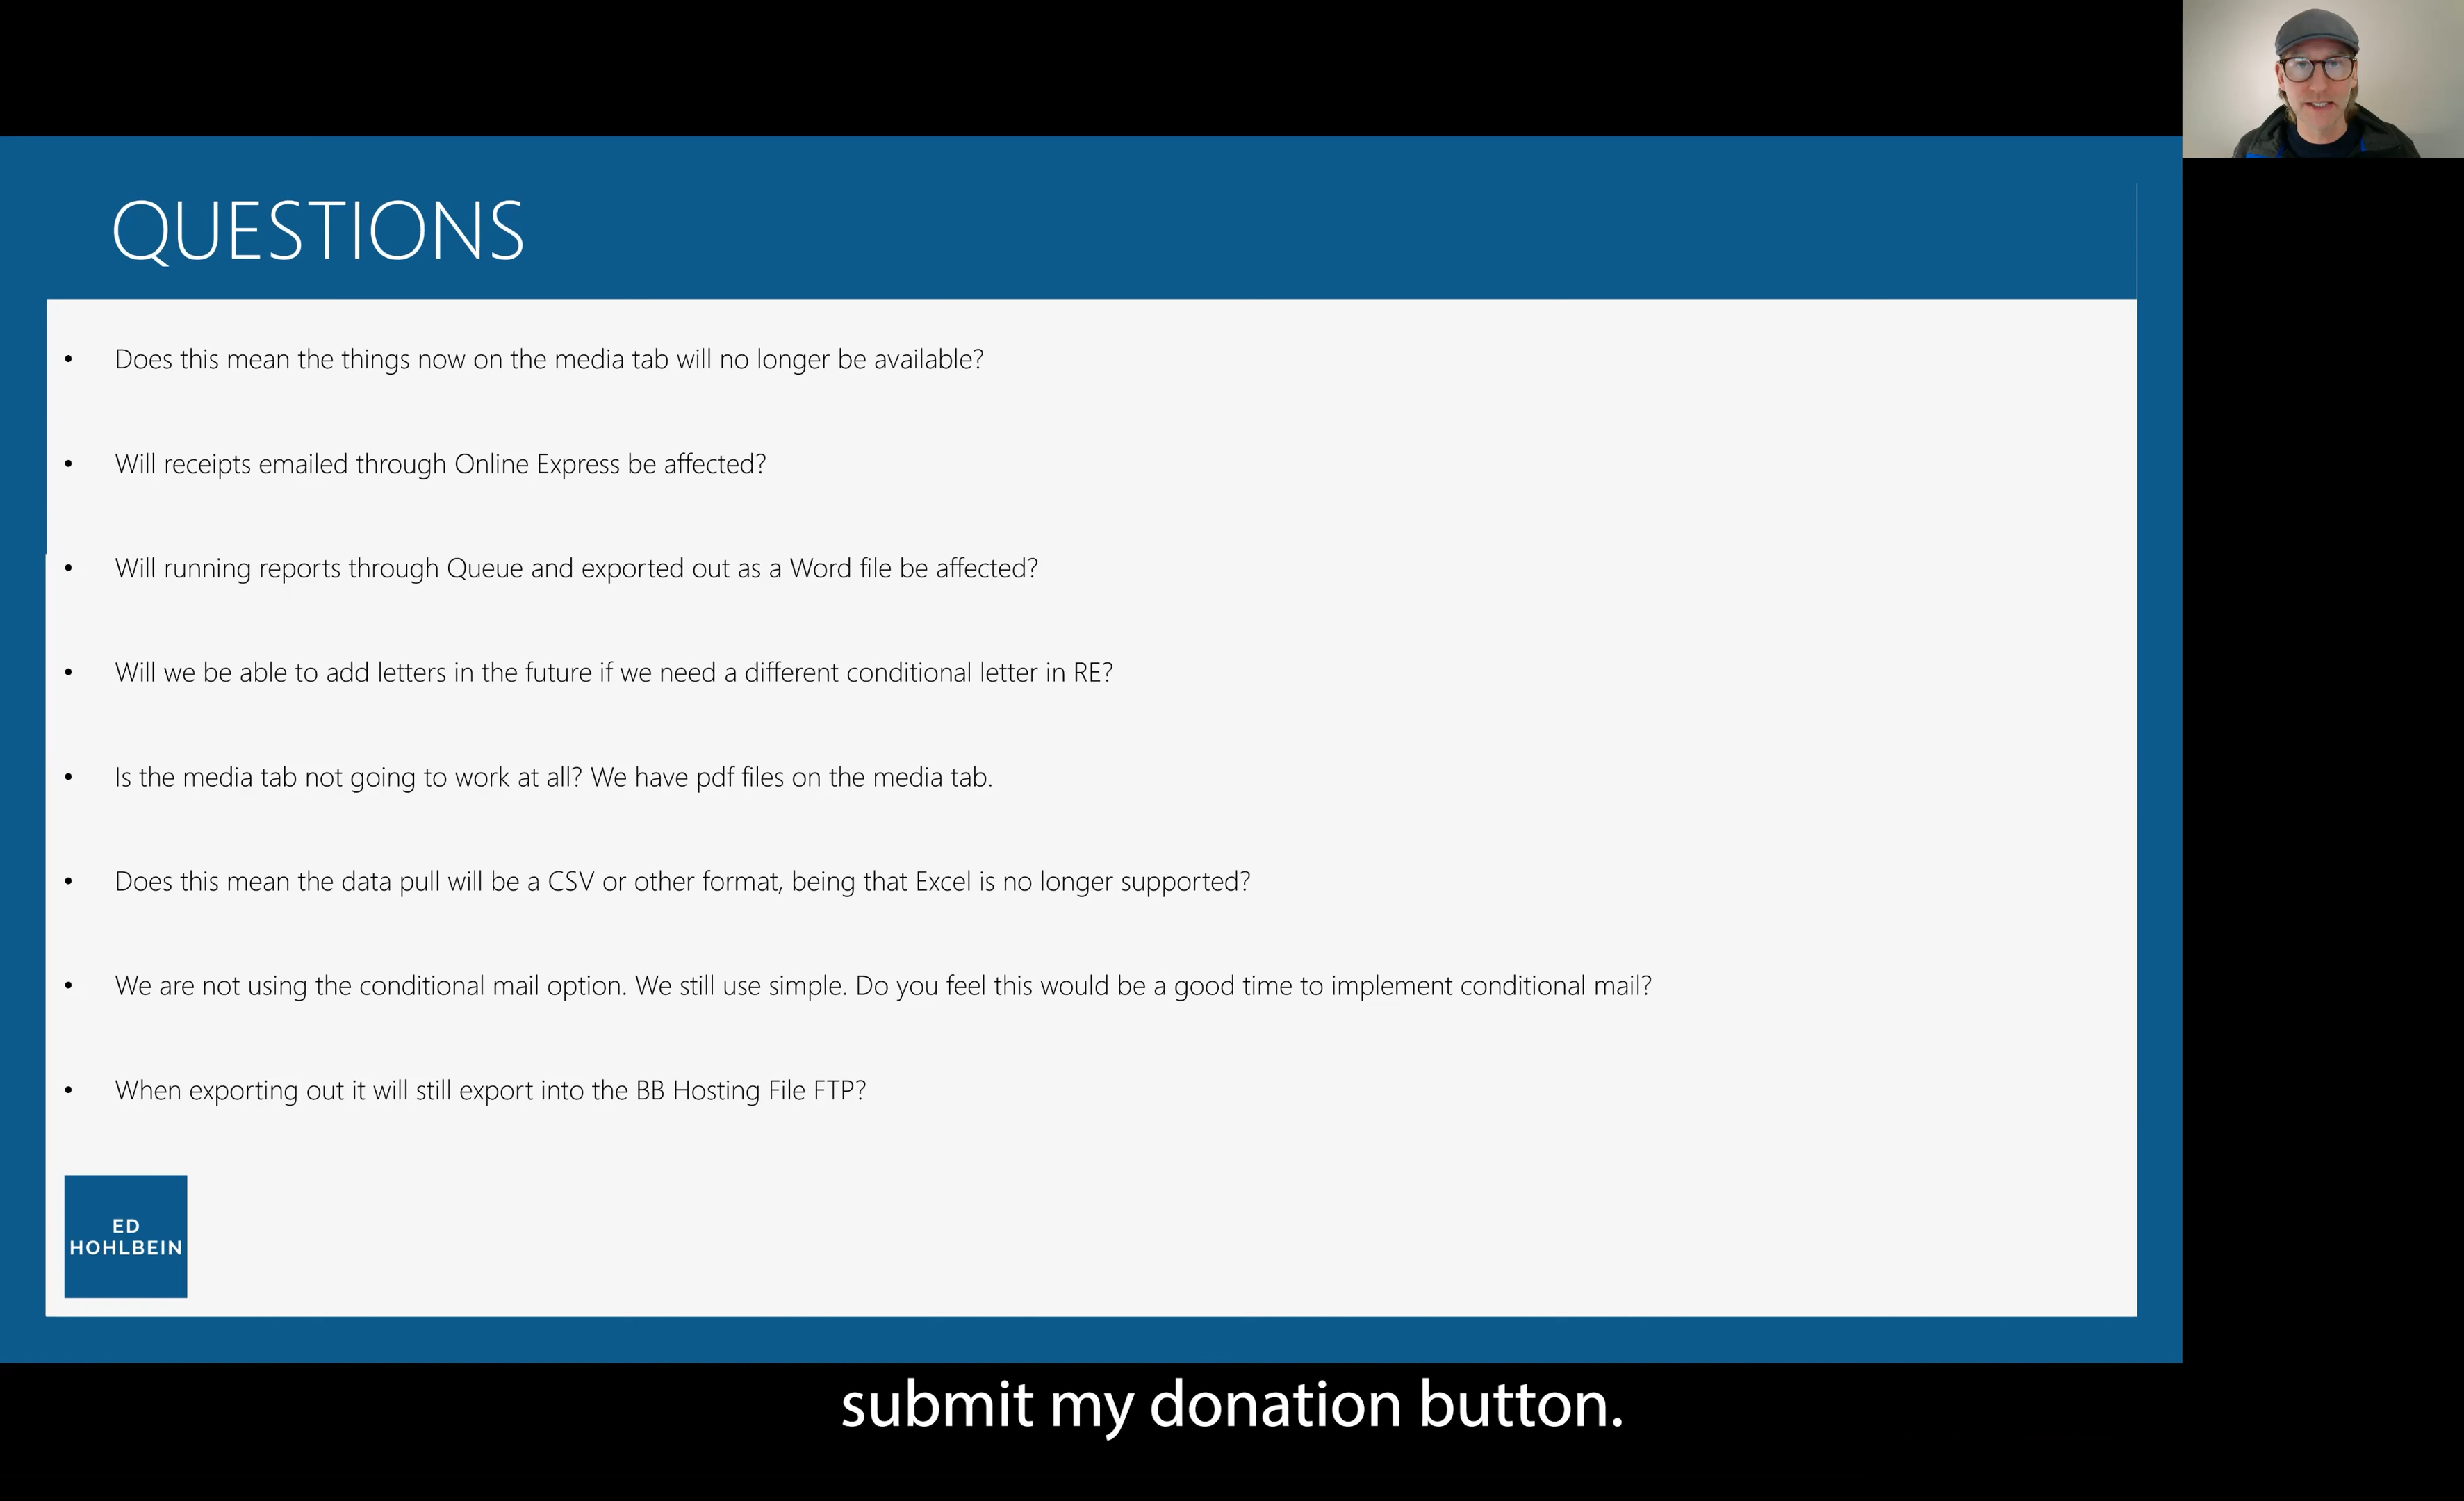 QUESTIONS
• Does this mean the things now on the media tab will no longer be available?
• Will receipts emailed through Online Express be affected?
• Will running reports through Queue and exported out as a Word file be affected?
• Will we be able to add letters in the future if we need a different conditional letter in RE?
• Is the media tab not going to work at all? We have pdf files on the media tab.
• Does this mean the data pull will be a CSV or other format, being that Excel is no longer supported?
• We are not using the conditional mail option. We still use simple. Do you feel this would be a good time to implement conditional mail?
• When exporting out it will still export into the BB Hosting File FTP?
ED
HOHLBEIN
submit my donation button.